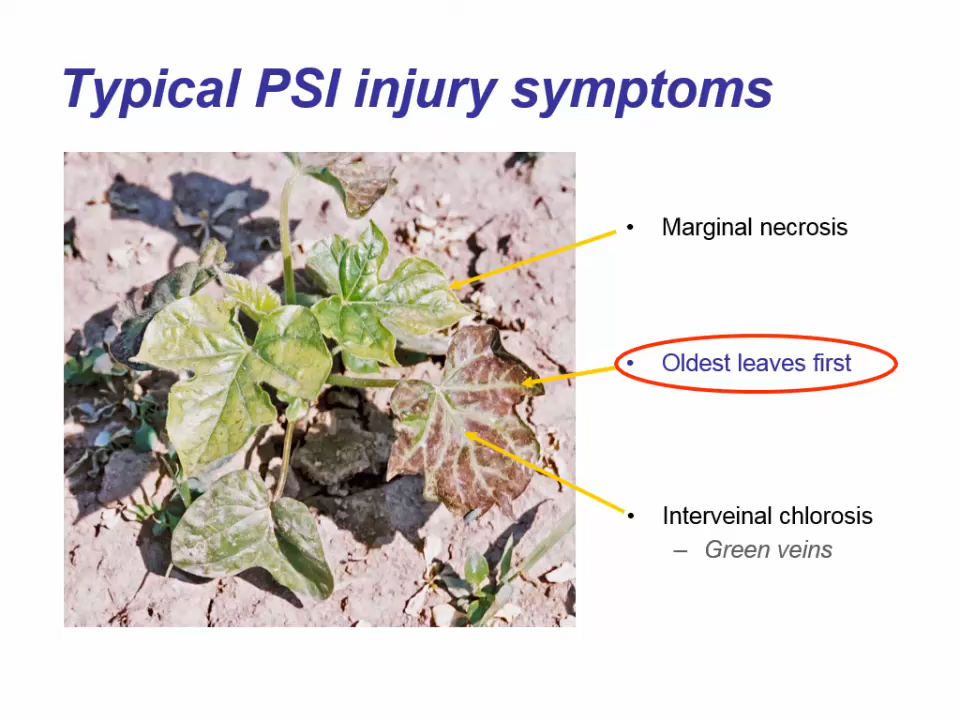 Typical PSI injury symptoms
• Marginal necrosis
• Oldest leaves first
• Interveinal chlorosis
– Green veins